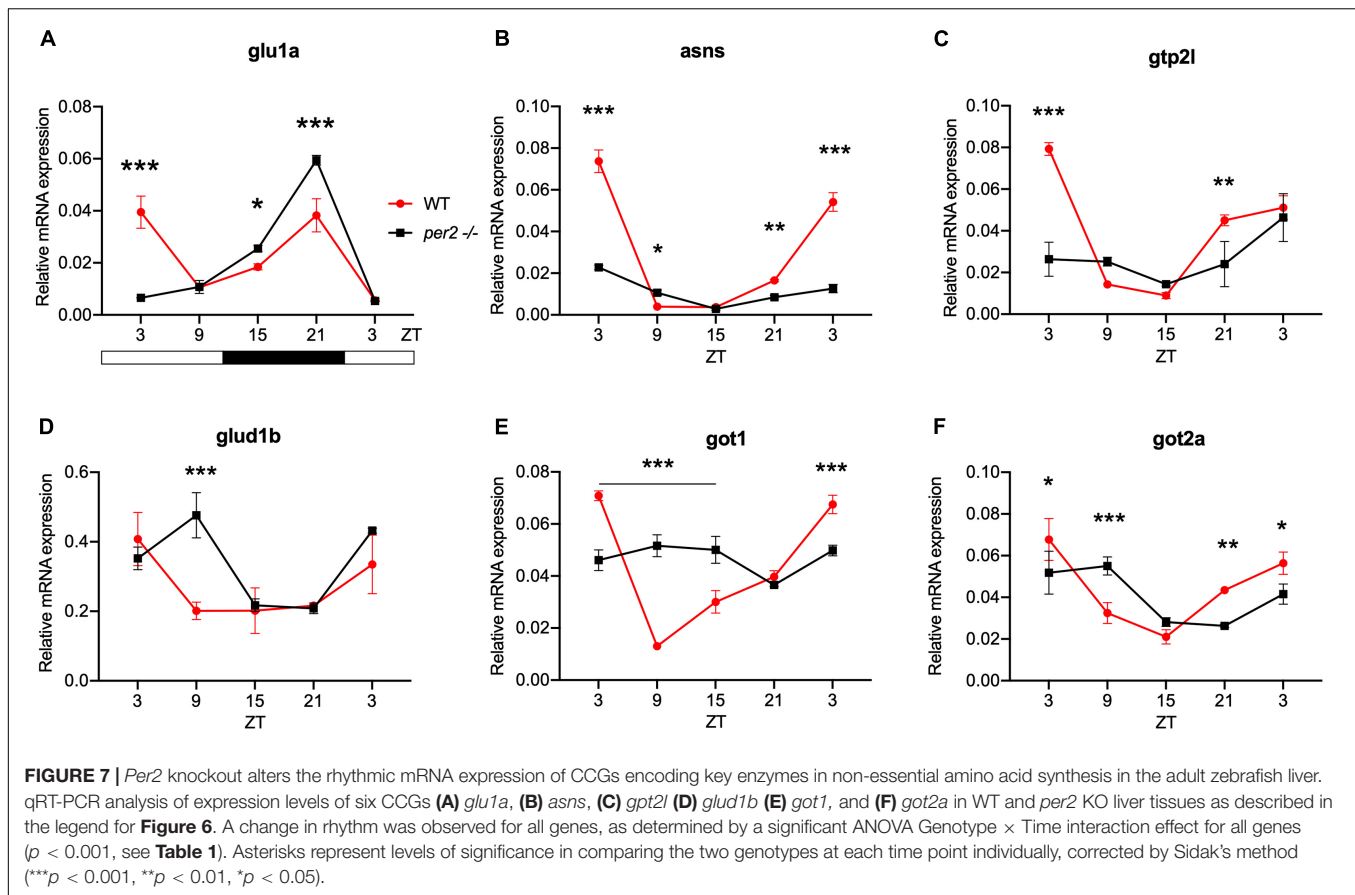 A
glu1a
Relative mRNA expression
0.08
0.06
0.04
0.02
0.00
***
*
***
WT
per2 -/-
3 9 15 21 3 ZT
B
asns
Relative mRNA expression
0.10
0.08
0.06
0.04
0.02
0.00
***
*
**
***
3 9 15 21 3
ZT
C
gtp2l
Relative mRNA expression
0.10
0.08
0.06
0.04
0.02
0.00
***
**
3 9 15 21 3
ZT
D
glud1b
Relative mRNA expression
0.6
0.4
0.2
0.0
***
3 9 15 21 3
ZT
E
got1
Relative mRNA expression
0.08
0.06
0.04
0.02
0.00
***
***
3 9 15 21 3
ZT
F
got2a
Relative mRNA expression
0.10
0.08
0.06
0.04
0.02
0.00
*
***
**
*
3 9 15 21 3
ZT
FIGURE 7 | Per2 knockout alters the rhythmic mRNA expression of CCGs encoding key enzymes in non-essential amino acid synthesis in the adult zebrafish liver.
qRT-PCR analysis of expression levels of six CCGs (A) glu1a, (B) asns, (C) gpt2l (D) glud1b (E) got1, and (F) got2a in WT and per2 KO liver tissues as described in
the legend for Figure 6. A change in rhythm was observed for all genes, as determined by a significant ANOVA Genotype × Time interaction effect for all genes
(p < 0.001, see Table 1). Asterisks represent levels of significance in comparing the two genotypes at each time point individually, corrected by Sidak's method
(***p < 0.001, **p < 0.01, *p < 0.05).